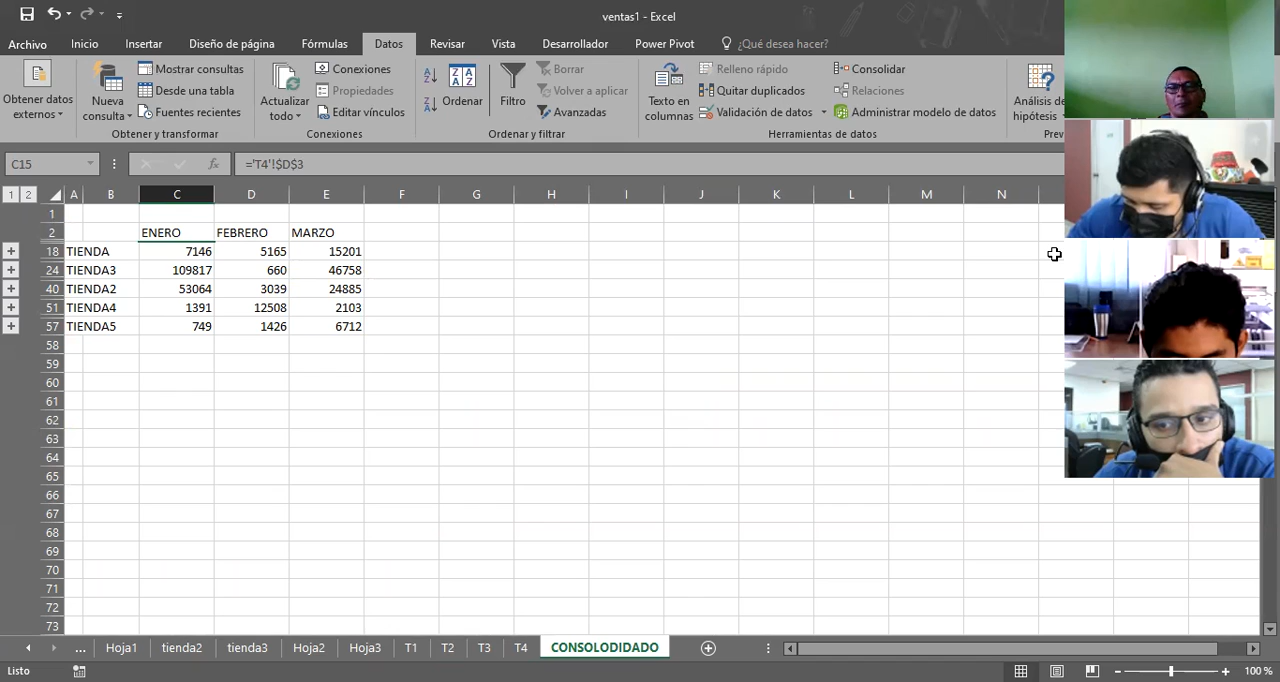 ventas1 - Excel
Archivo Inicio Insertar Diseño de página Fórmulas Datos Revisar Vista Desarrollador Power Pivot ¿Qué desea hacer?
Obtener datos externos
Nueva consulta
Mostrar consultas
Desde una tabla
Fuentes recientes
Obtener y transformar
Actualizar todo
Conexiones
Propiedades
Editar vínculos
Conexiones
Ordenar
Filtro
Borrar
Volver a aplicar
Avanzadas
Ordenar y filtrar
Texto en columnas
Relleno rápido
Quitar duplicados
Validación de datos
Consolidar
Relaciones
Administrar modelo de datos
Herramientas de datos
Análisis de hipótesis
Prev
C15 fx ='T4'!$D$3
1 2 A B C D E F G H I J K L M N
1
2 ENERO FEBRERO MARZO
18 TIENDA 7146 5165 15201
24 TIENDA3 109817 660 46758
40 TIENDA2 53064 3039 24885
51 TIENDA4 1391 12508 2103
57 TIENDA5 749 1426 6712
58
59
60
61
62
63
64
65
66
67
68
69
70
71
72
73
... Hoja1 tienda2 tienda3 Hoja2 Hoja3 T1 T2 T3 T4 CONSOLODIDADO
Listo 100 %